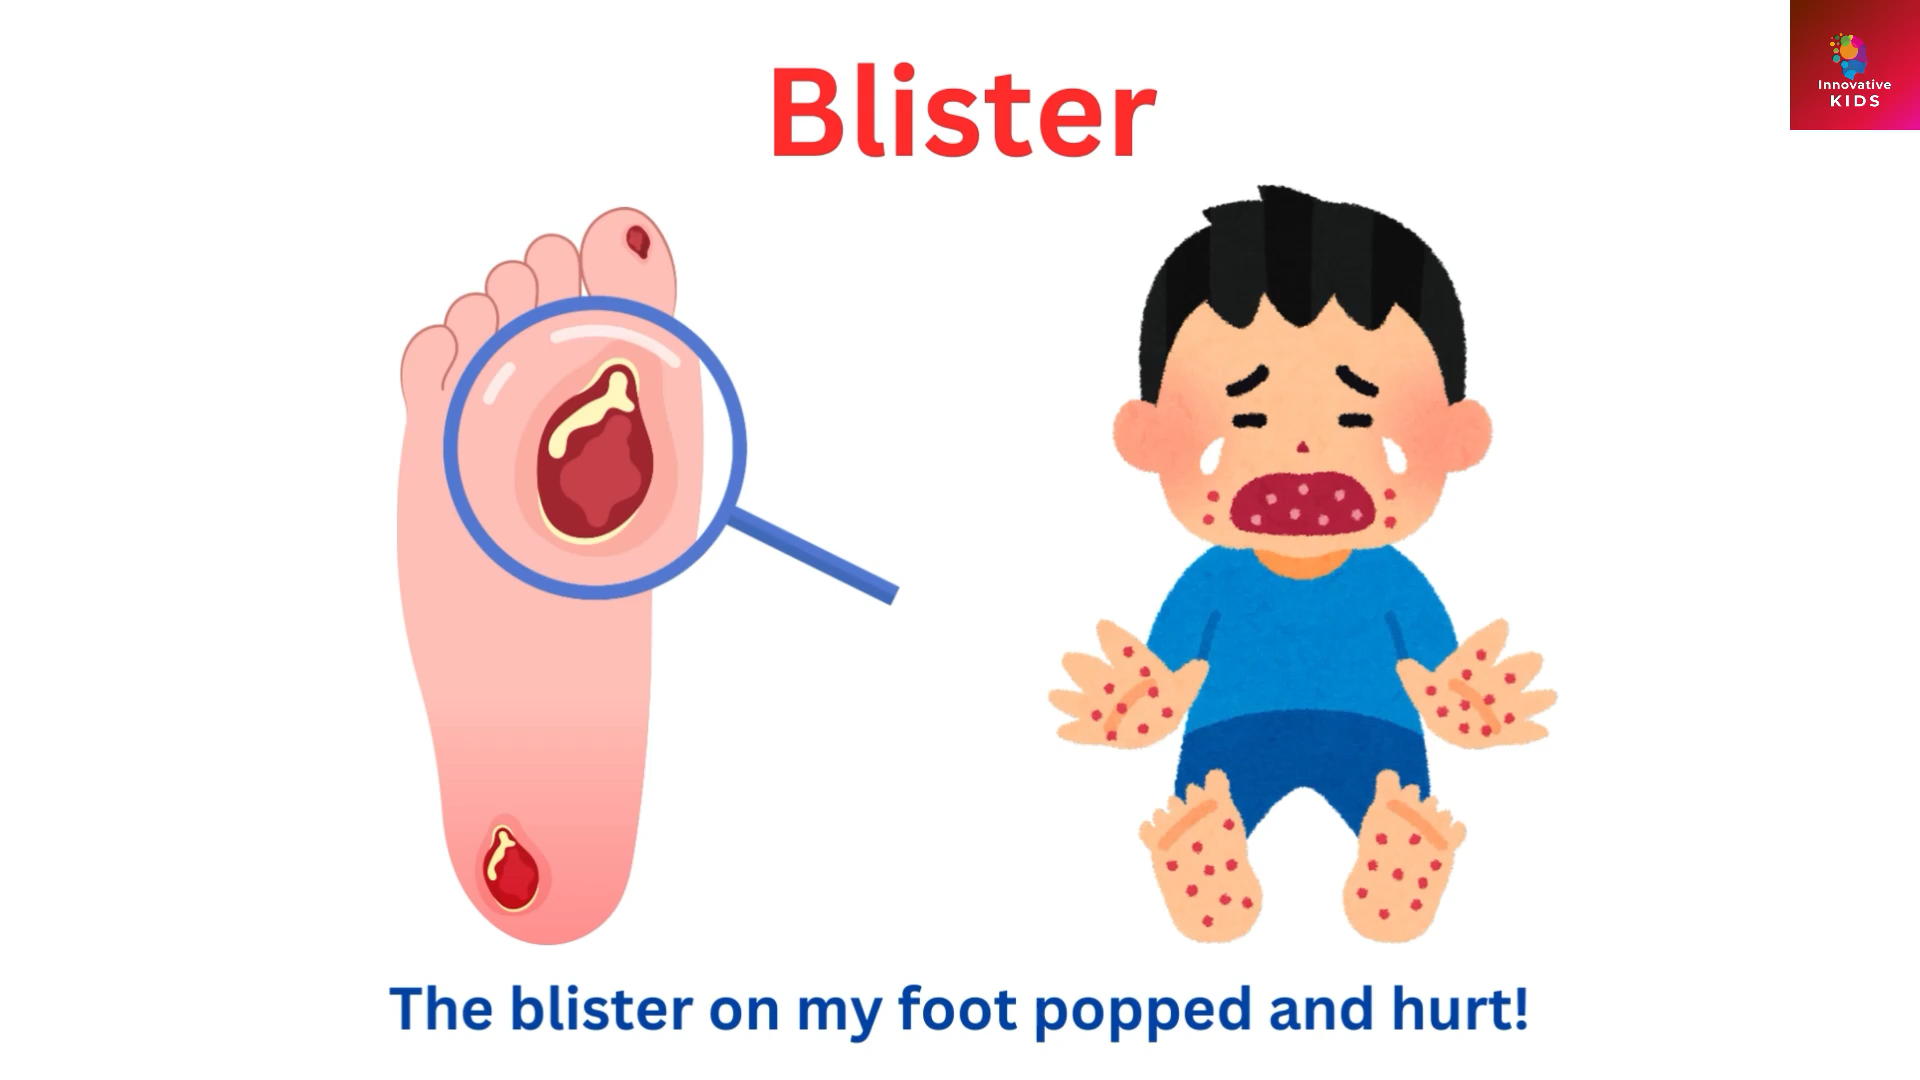 Blister
Innovative
KIDS
The blister on my foot popped and hurt!